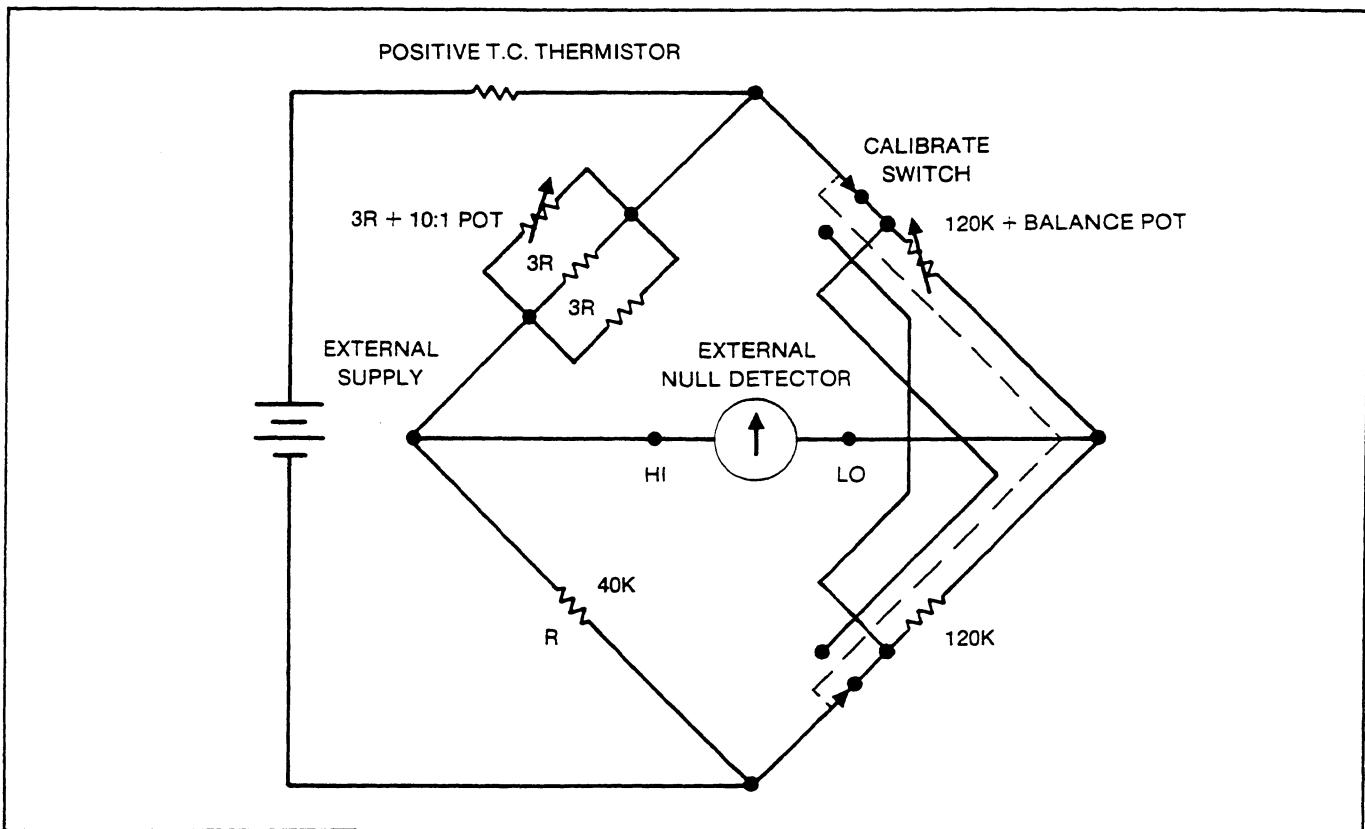 POSITIVE T.C. THERMISTOR
CALIBRATE
SWITCH
3R + 10:1 POT
120K + BALANCE POT
3R
3R
EXTERNAL
SUPPLY
EXTERNAL
NULL DETECTOR
HI
LO
40K
R
120K